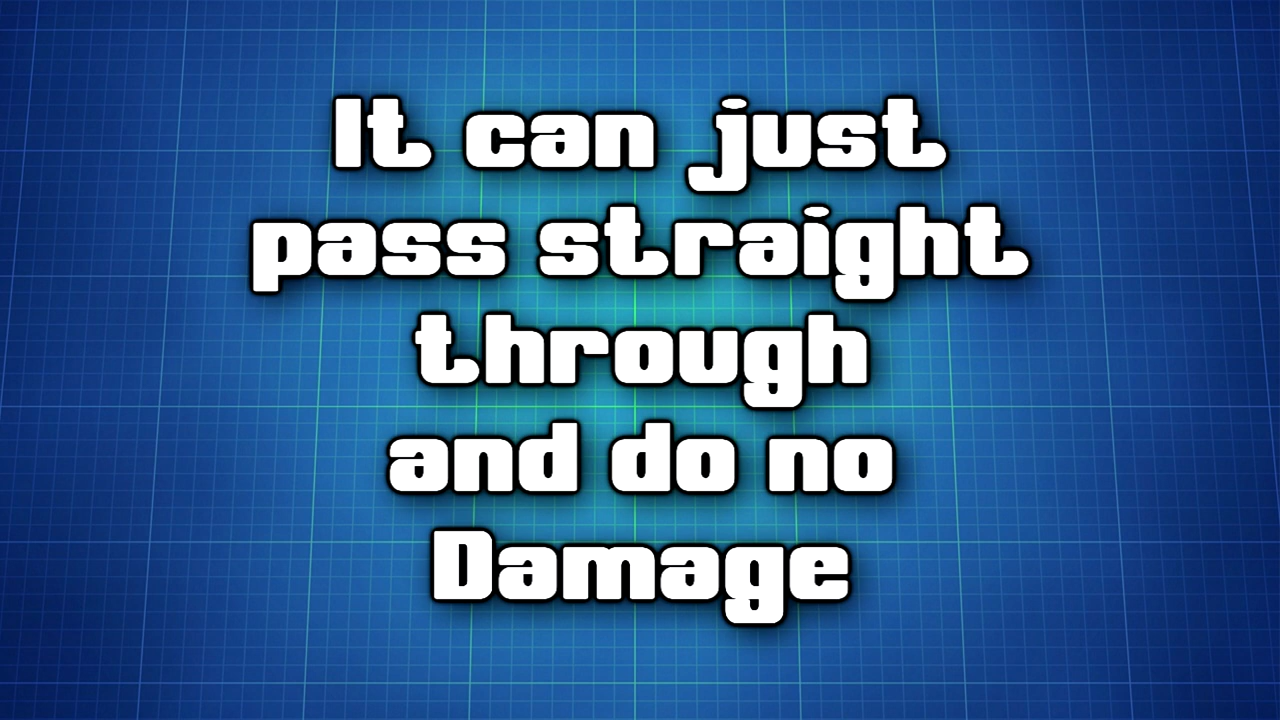 It can just
pass straight
through
and do no
Damage